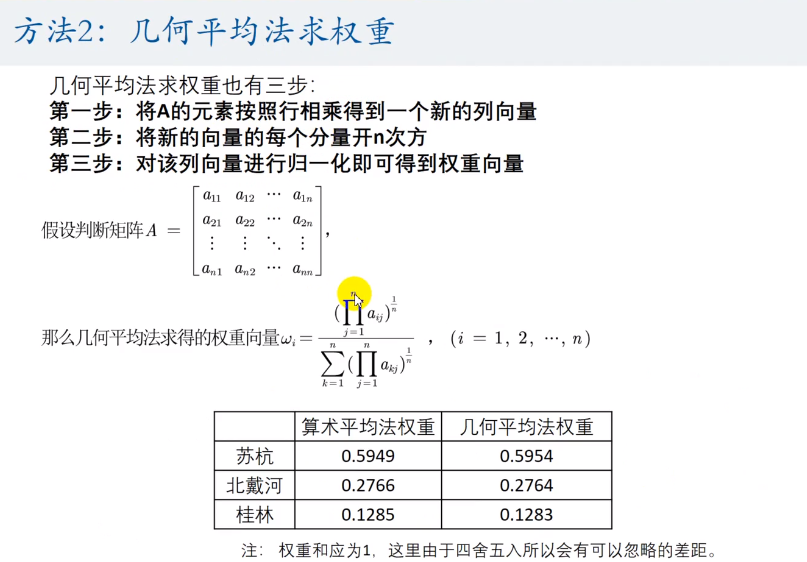 方法2：几何平均法求权重
几何平均法求权重也有三步:
第一步：将A的元素按照行相乘得到一个新的列向量
第二步：将新的向量的每个分量开n次方
第三步：对该列向量进行归一化即可得到权重向量
假设判断矩阵A = [a₁₁ a₁₂ ⋯ a₁ₙ
a₂₁ a₂₂ ⋯ a₂ₙ
⋮ ⋮ ⋱ ⋮
aₙ₁ aₙ₂ ⋯ aₙₙ]，
那么几何平均法求得的权重向量ωᵢ= (∏_{j=1}^{n} a_{ij})^{1/n} / ∑_{k=1}^{n} (∏_{j=1}^{n} a_{kj})^{1/n} ，(i = 1, 2, ⋯, n)
算术平均法权重 几何平均法权重
苏杭 0.5949 0.5954
北戴河 0.2766 0.2764
桂林 0.1285 0.1283
注： 权重和应为1，这里由于四舍五入所以会有可以忽略的差距。